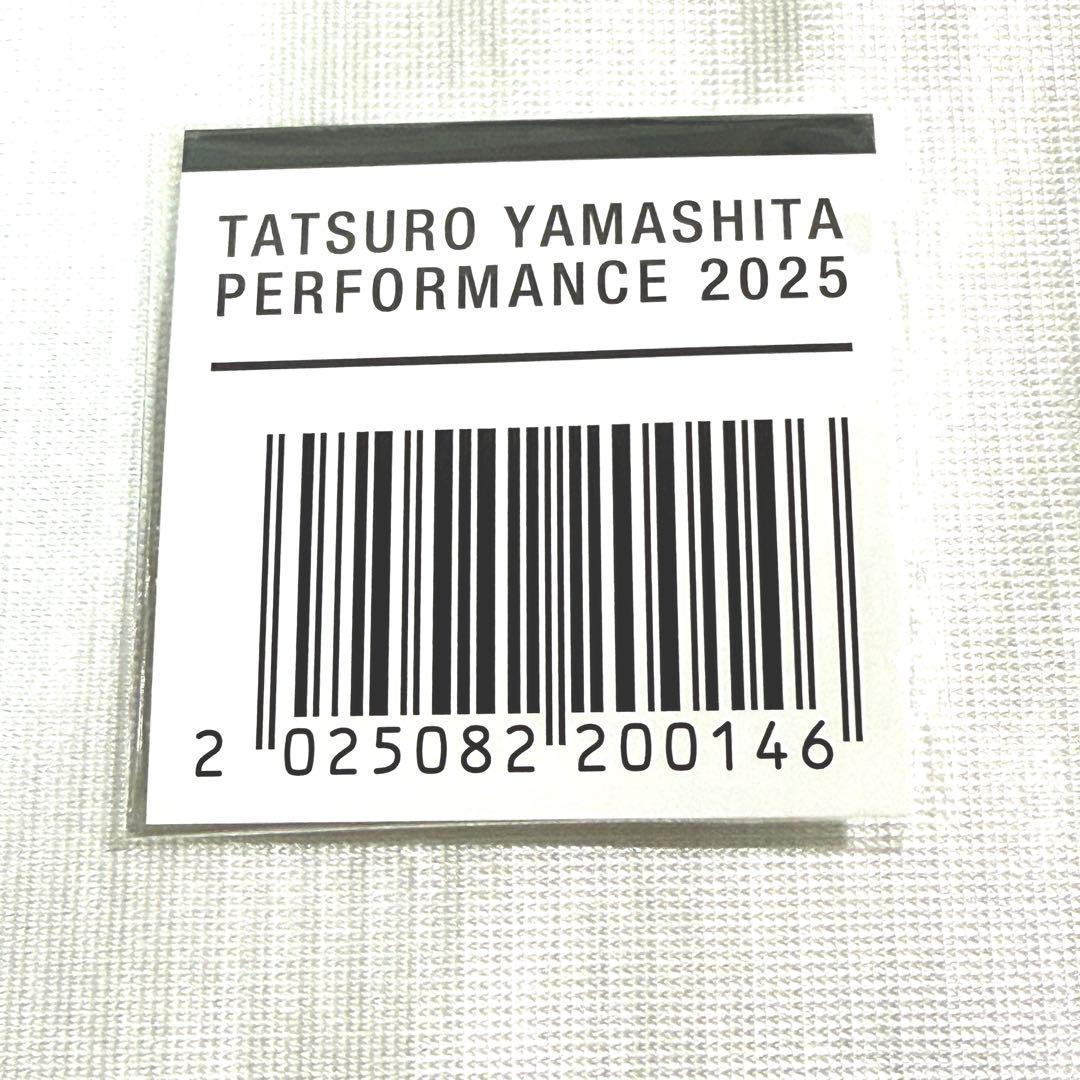 TATSURO YAMASHITA
PERFORMANCE 2025
2 025082 200146